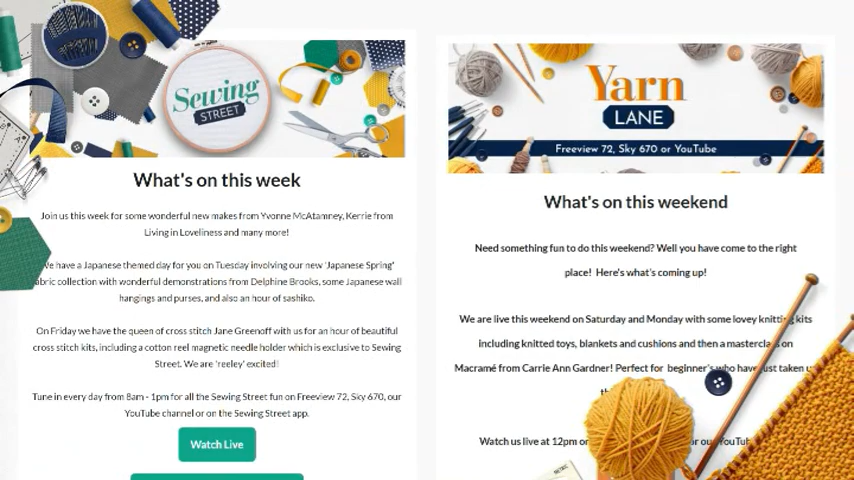 Sewing
STREET
What's on this week
Join us this week for some wonderful new makes from Yvonne McAtamney, Kerrie from
Living in Loveliness and many more!
We have a Japanese themed day for you on Tuesday involving our new 'Japanese Spring'
fabric collection with wonderful demonstrations from Delphine Brooks, some Japanese wall
hangings and purses, and also an hour of sashiko.
On Friday we have the queen of cross stitch Jane Greenoff with us for an hour of beautiful
cross stitch kits, including a cotton reel magnetic needle holder which is exclusive to Sewing
Street. We are 'reeley' excited!
Tune in every day from 8am - 1pm for all the Sewing Street fun on Freeview 72, Sky 670, our
YouTube channel or on the Sewing Street app.
Watch Live
Yarn
LANE
Freeview 72, Sky 670 or YouTube
What's on this weekend
Need something fun to do this weekend? Well you have come to the right
place! Here's what's coming up!
We are live this weekend on Saturday and Monday with some lovey knitting kits
including knitted toys, blankets and cushions and then a masterclass on
Macramé from Carrie Ann Gardner! Perfect for beginner's who have just taken
Watch us live at 12pm on or our